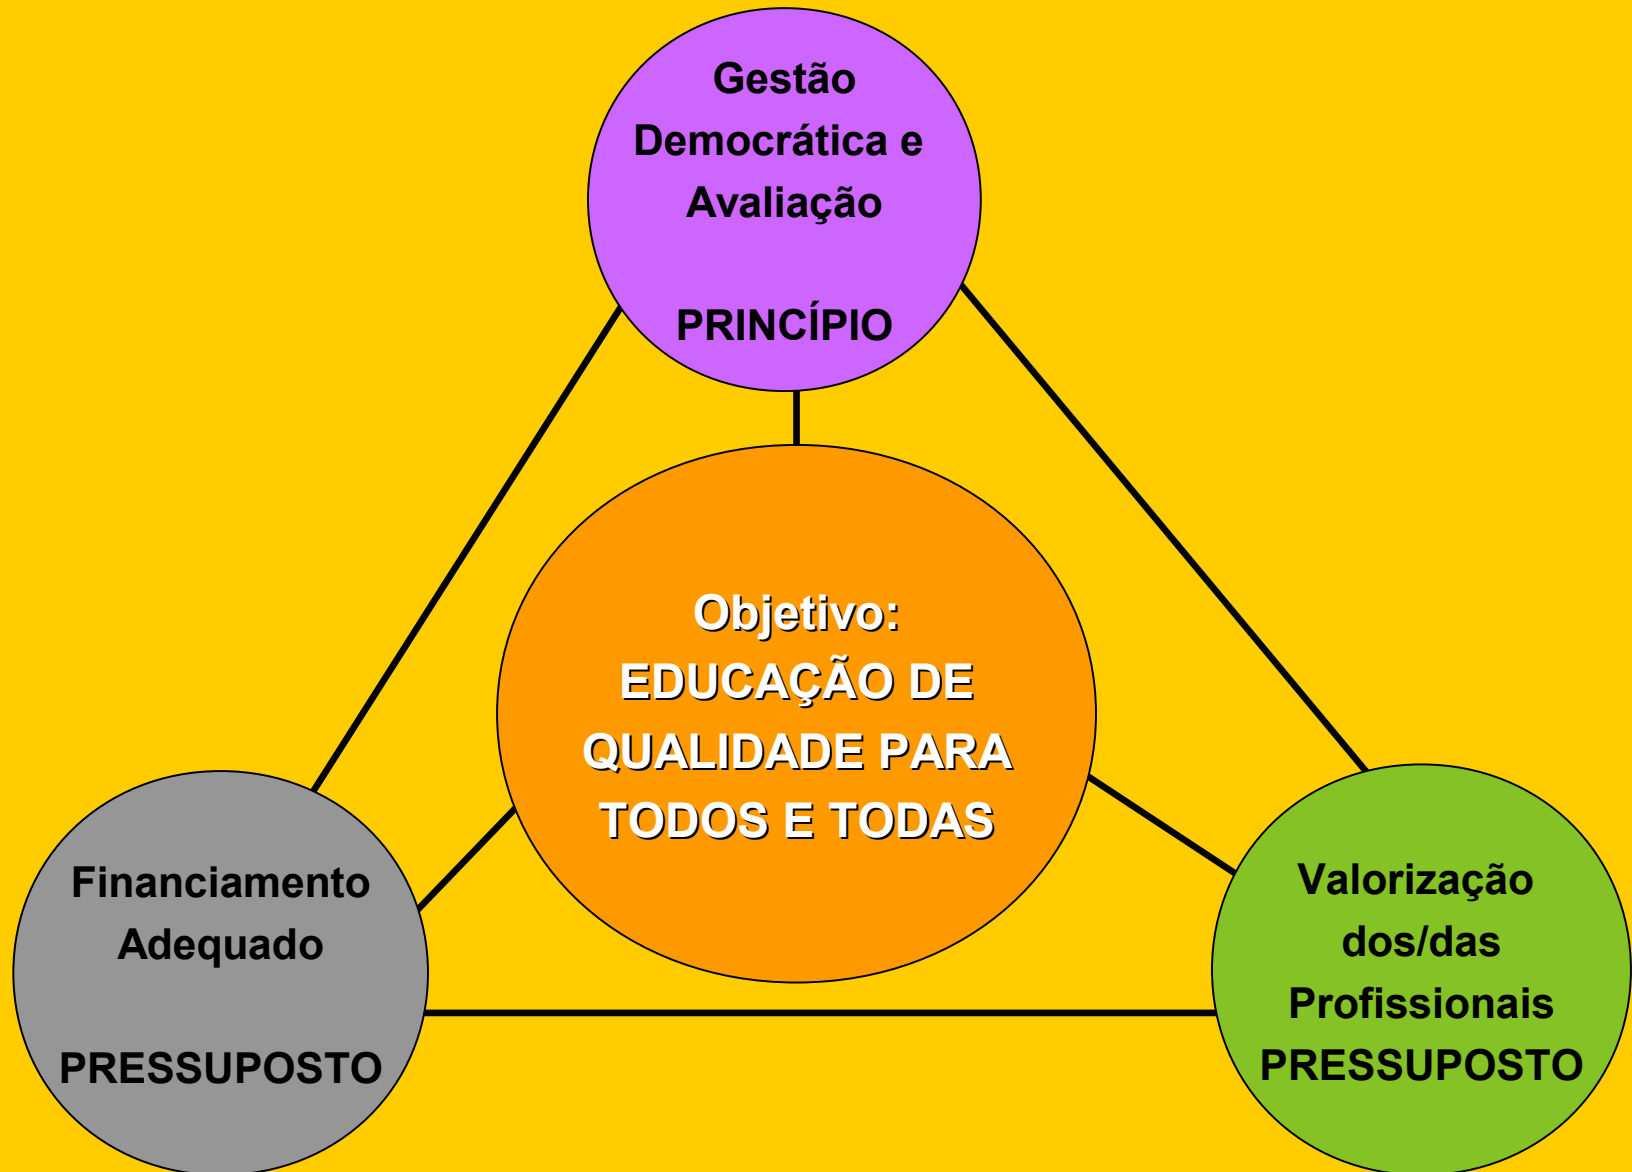 Gestão
Democrática e
Avaliação
PRINCÍPIO
Objetivo:
EDUCAÇÃO DE
QUALIDADE PARA
TODOS E TODAS
Financiamento
Adequado
PRESSUPOSTO
Valorização
dos/das
Profissionais
PRESSUPOSTO